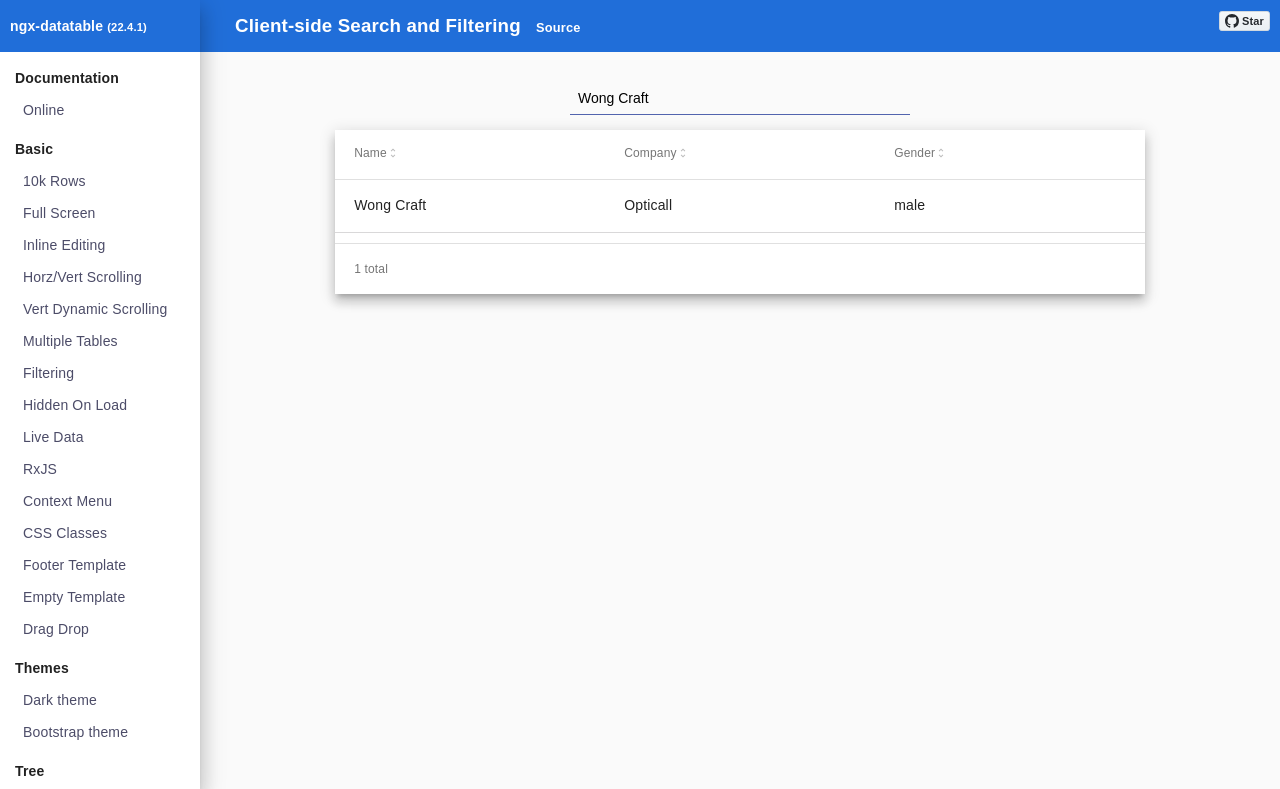 ngx-datatable (22.4.1)
Client-side Search and Filtering Source
Star
Documentation
Online
Basic
10k Rows
Full Screen
Inline Editing
Horz/Vert Scrolling
Vert Dynamic Scrolling
Multiple Tables
Filtering
Hidden On Load
Live Data
RxJS
Context Menu
CSS Classes
Footer Template
Empty Template
Drag Drop
Themes
Dark theme
Bootstrap theme
Tree
Wong Craft
Name Company Gender
Wong Craft Opticall male
1 total